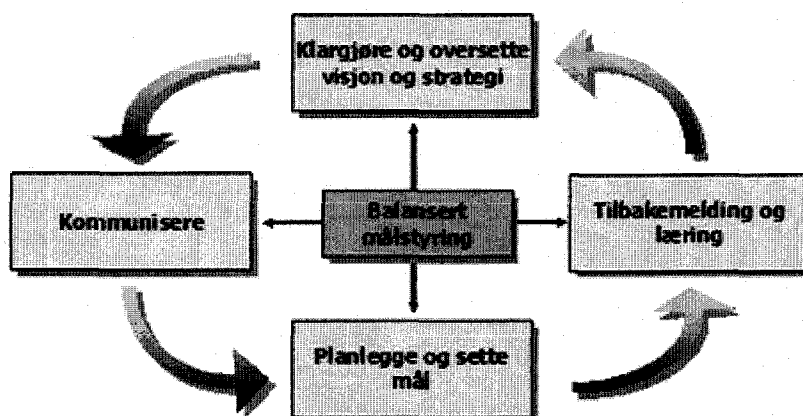 Klargjøre og oversette
visjon og strategi
Kommunisere
Balansert
målstyring
Tilbakemelding og
læring
Planlegge og sette
mål